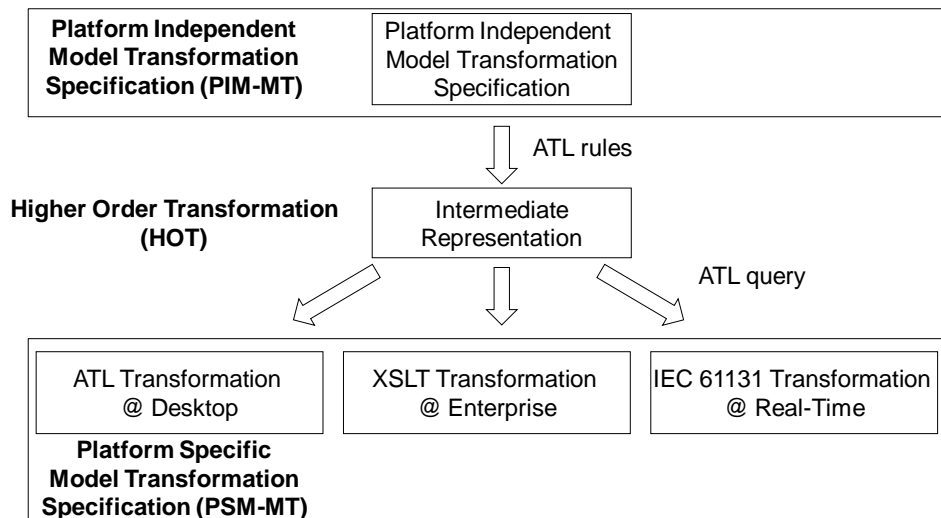 Platform Independent
Model Transformation
Specification (PIM-MT)
Platform Independent
Model Transformation
Specification
ATL rules
Higher Order Transformation
(HOT)
Intermediate
Representation
ATL query
ATL Transformation
@ Desktop
XSLT Transformation
@ Enterprise
IEC 61131 Transformation
@ Real-Time
Platform Specific
Model Transformation
Specification (PSM-MT)